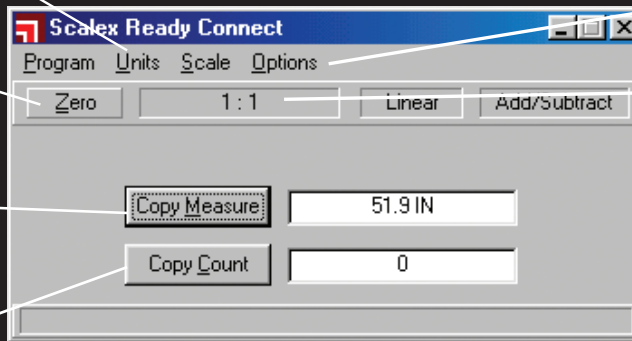 Scalex Ready Connect
Program Units Scale Options
Zero 1 : 1 Linear Add/Subtract
Copy Measure 51.9 IN
Copy Count 0